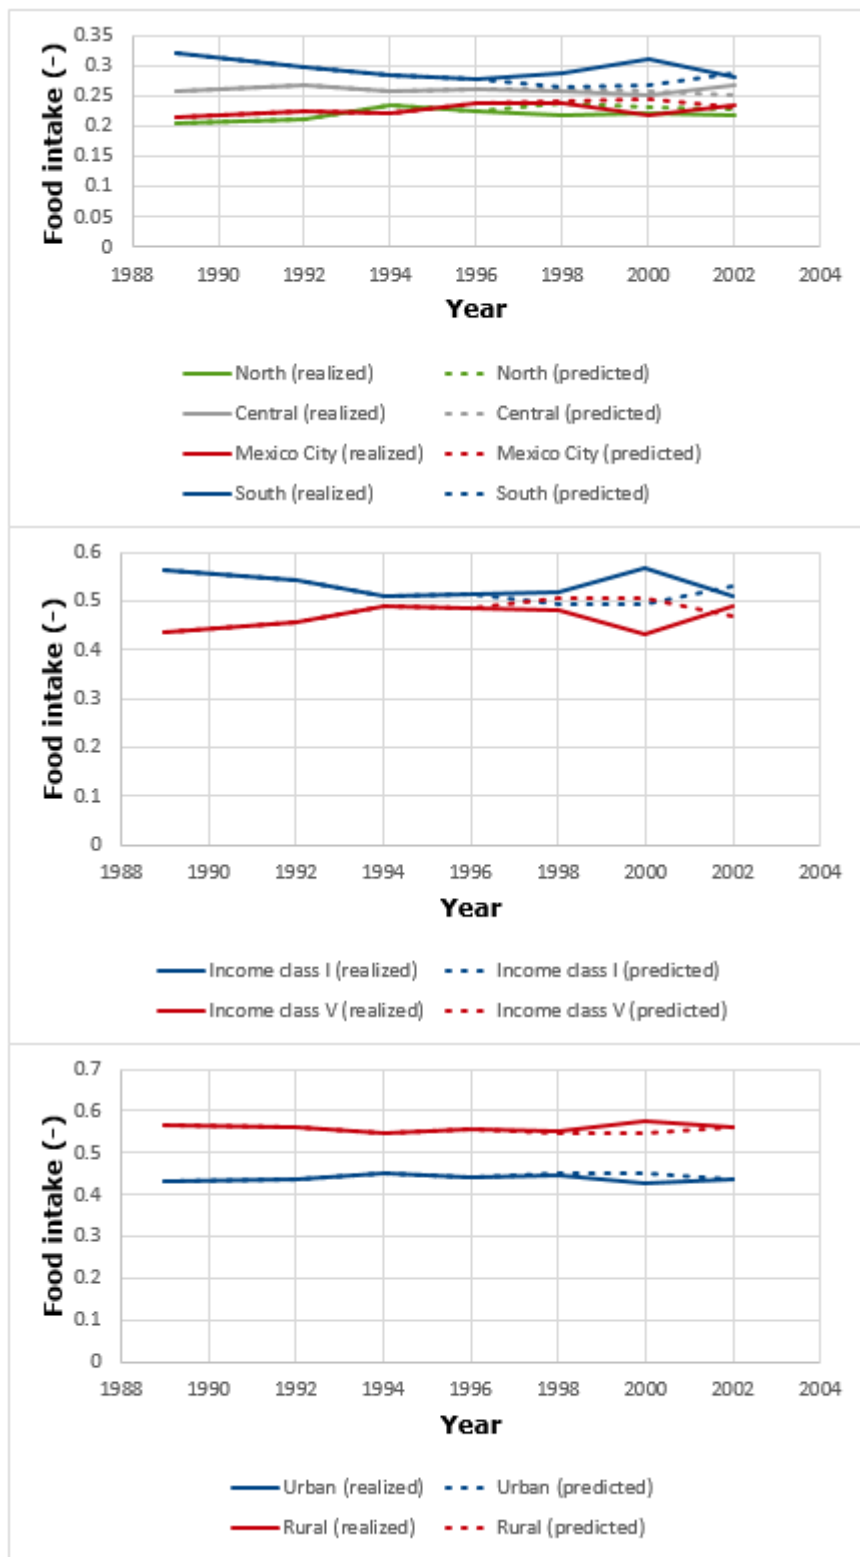 0.35
0.3
0.25
0.2
0.15
0.1
0.05
0
Food intake (-)
1988 1990 1992 1994 1996 1998 2000 2002 2004
Year
North (realized) North (predicted)
Central (realized) Central (predicted)
Mexico City (realized) Mexico City (predicted)
South (realized) South (predicted)
0.6
0.5
0.4
0.3
0.2
0.1
0
Food intake (-)
1988 1990 1992 1994 1996 1998 2000 2002 2004
Year
Income class I (realized) Income class I (predicted)
Income class V (realized) Income class V (predicted)
0.7
0.6
0.5
0.4
0.3
0.2
0.1
0
Food intake (-)
1988 1990 1992 1994 1996 1998 2000 2002 2004
Year
Urban (realized) Urban (predicted)
Rural (realized) Rural (predicted)